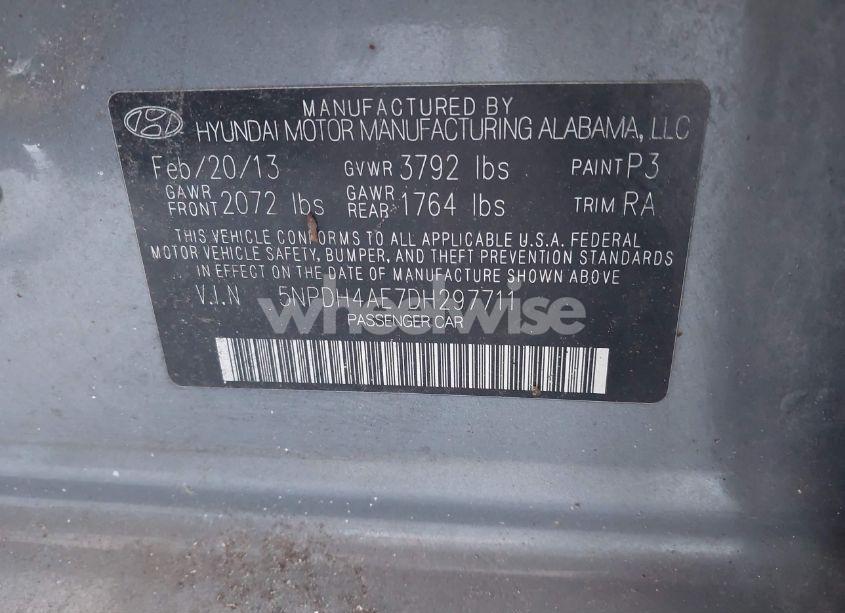 MANUFACTURED BY
HYUNDAI MOTOR MANUFACTURING ALABAMA, LLC
Feb/20/13 GVWR 3792 lbs PAINT P3
GAWR FRONT 2072 lbs GAWR REAR 1764 lbs TRIM RA
THIS VEHICLE CONFORMS TO ALL APPLICABLE U.S.A. FEDERAL
MOTOR VEHICLE SAFETY, BUMPER, AND THEFT PREVENTION STANDARDS
IN EFFECT ON THE DATE OF MANUFACTURE SHOWN ABOVE
V.I.N 5NPDH4AE7DH297711
wheelwise
PASSENGER CAR